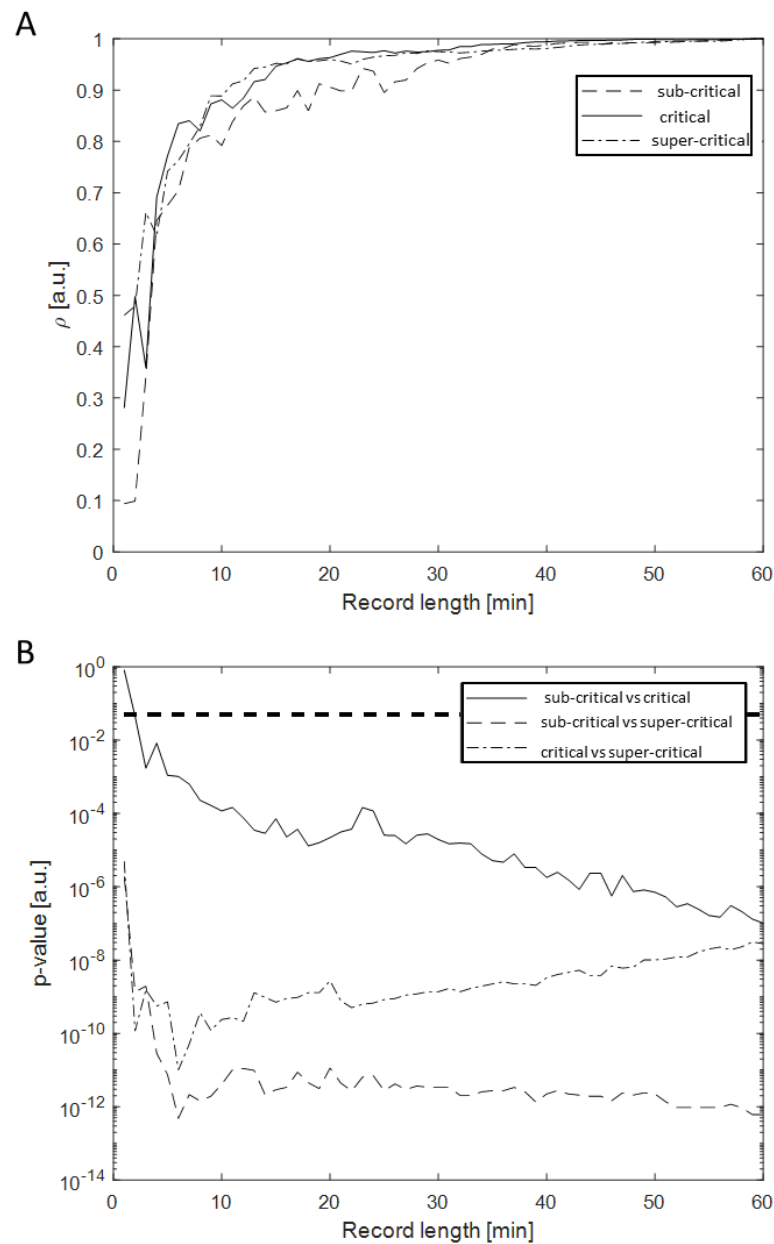 A
1
0.9
0.8
0.7
0.6
0.5
0.4
0.3
0.2
0.1
0
ρ [a.u.]
sub-critical
critical
super-critical
0 10 20 30 40 50 60
Record length [min]
B
10^0
10^-2
10^-4
10^-6
10^-8
10^-10
10^-12
10^-14
p-value [a.u.]
sub-critical vs critical
sub-critical vs super-critical
critical vs super-critical
0 10 20 30 40 50 60
Record length [min]